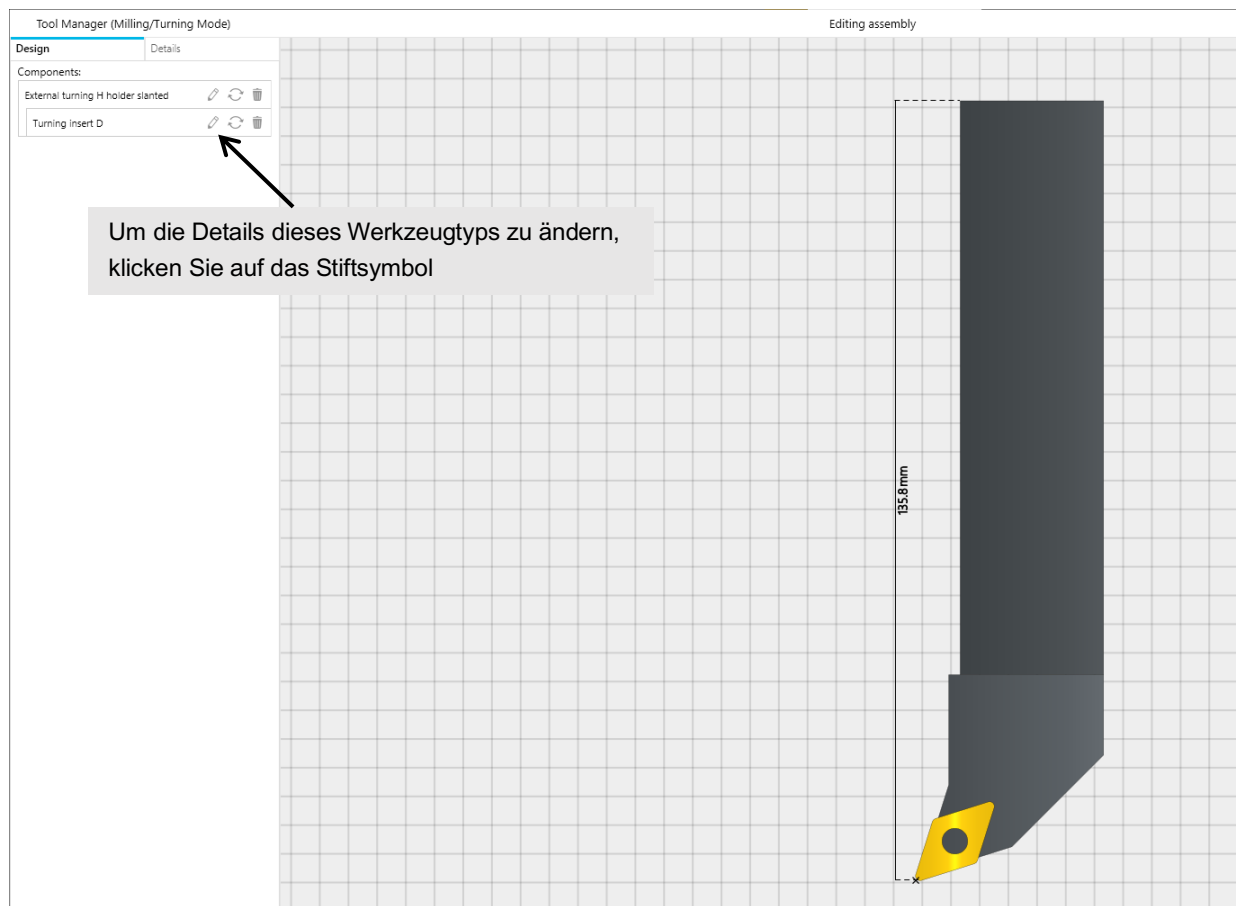 Tool Manager (Milling/Turning Mode)
Editing assembly
Design
Details
Components:
External turning H holder slanted
Turning insert D
Um die Details dieses Werkzeugtyps zu ändern,
klicken Sie auf das Stiftsymbol
135.8 mm